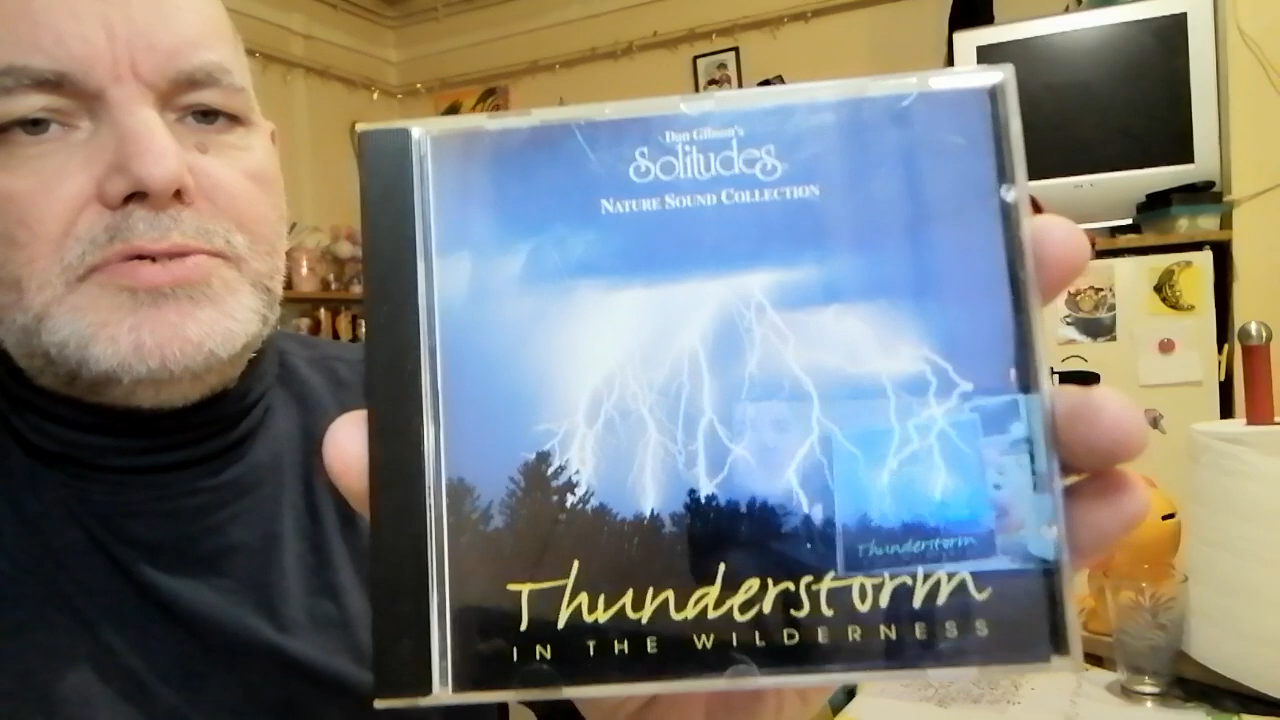 Dan Gibson's
Solitudes
NATURE SOUND COLLECTION
Thunderstorm
Thunderstorm
IN THE WILDERNESS